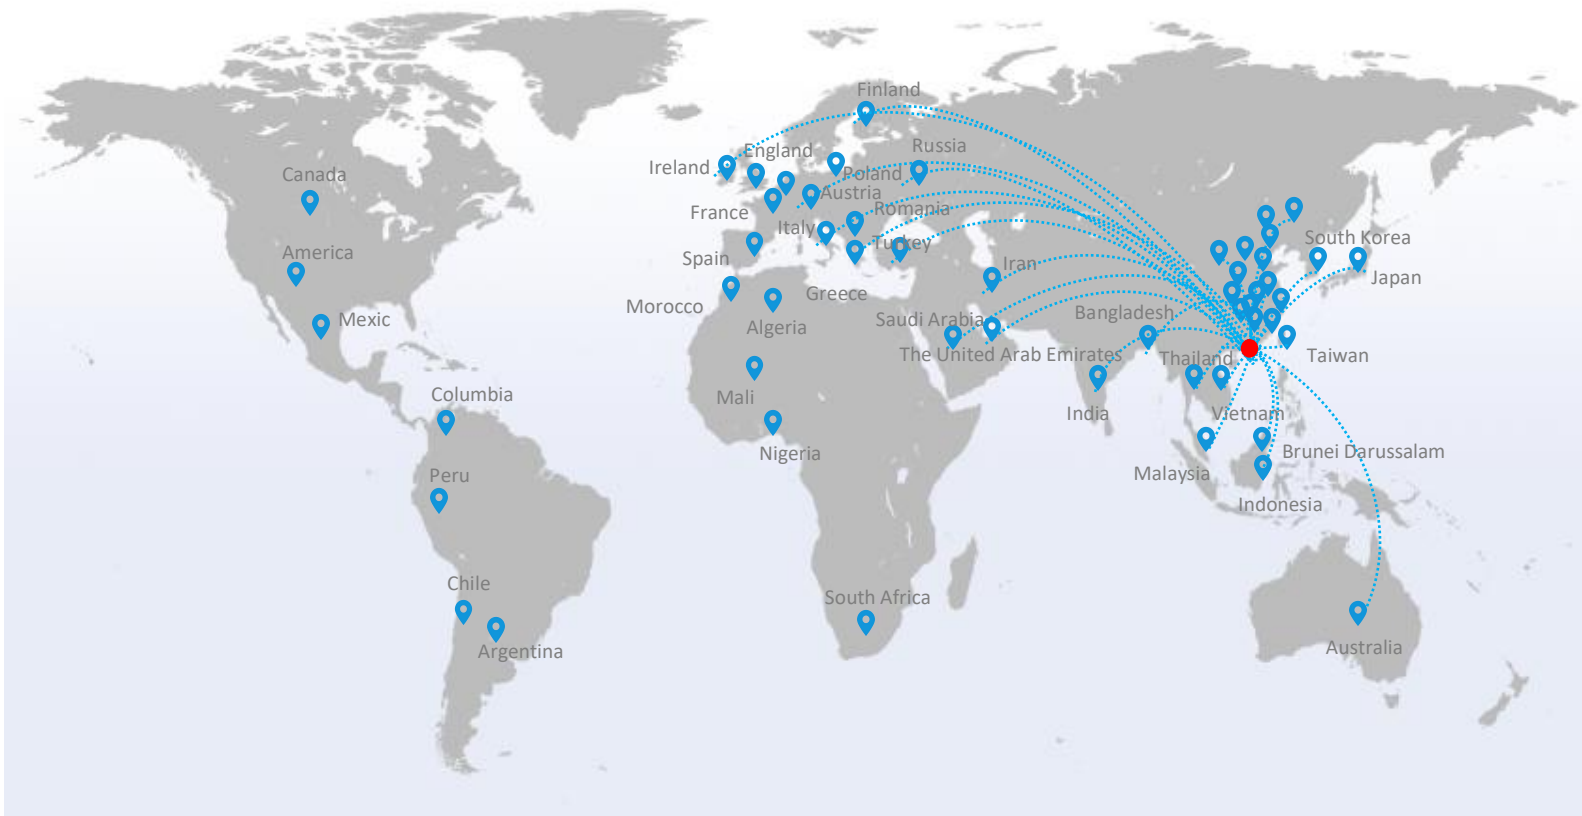 Finland
Russia
England
Ireland
Poland
Canada
Austria
France
Romania
Italy
South Korea
Turkey
America
Spain
Iran
Japan
Greece
Morocco
Bangladesh
Mexic
Saudi Arabia
Algeria
The United Arab Emirates
Thailand
Taiwan
Columbia
Mali
India
Vietnam
Nigeria
Brunei Darussalam
Peru
Malaysia
Indonesia
Chile
South Africa
Argentina
Australia